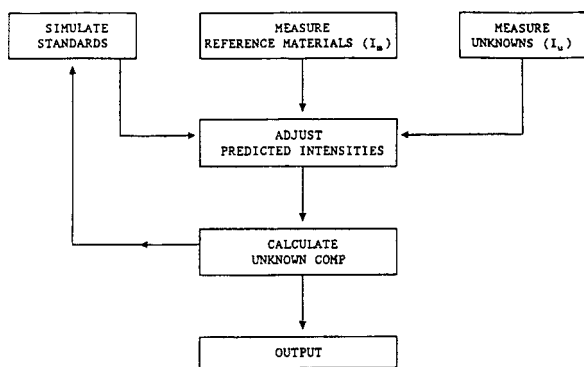 SIMULATE
STANDARDS
MEASURE
REFERENCE MATERIALS (Iₘ)
MEASURE
UNKNOWNS (Iᵤ)
ADJUST
PREDICTED INTENSITIES
CALCULATE
UNKNOWN COMP
OUTPUT